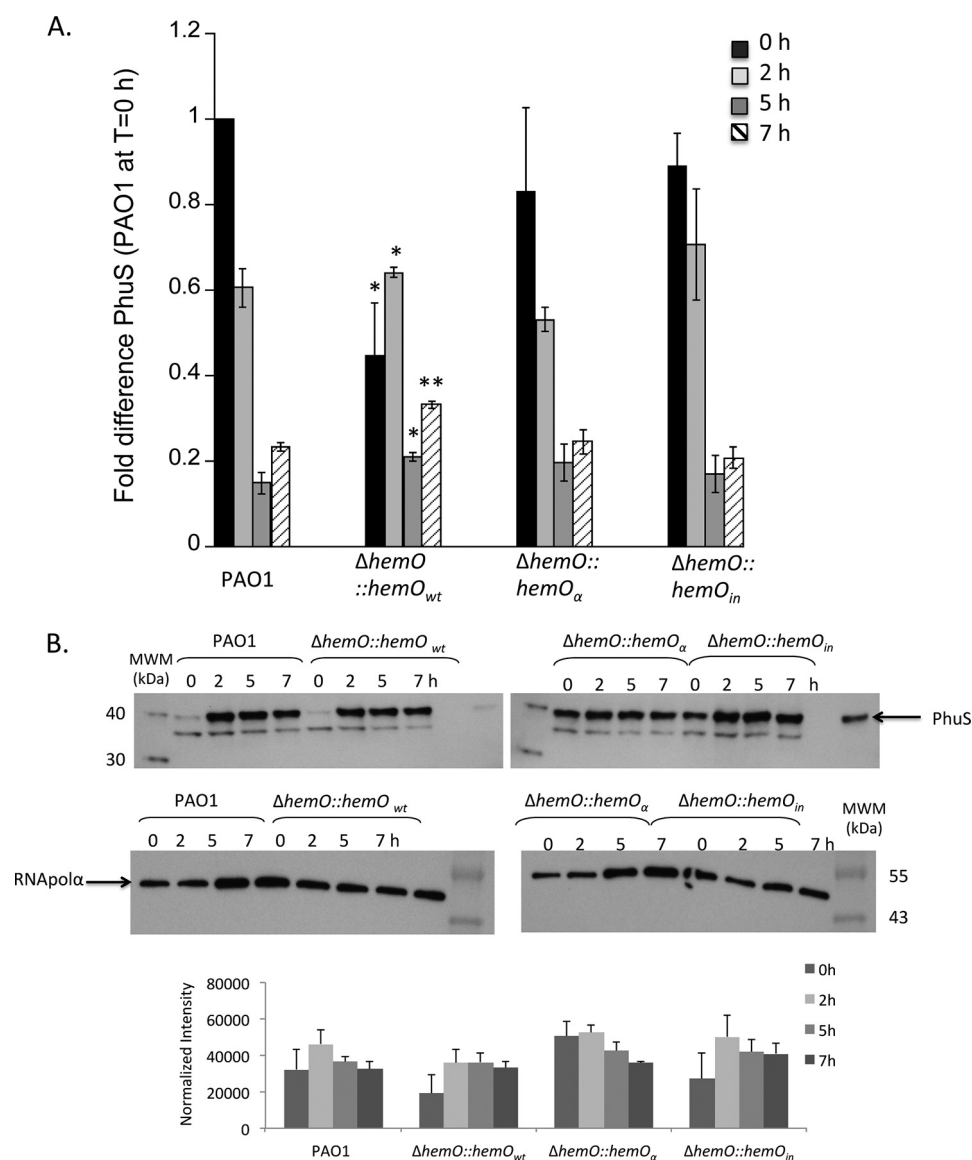 A.
Fold difference PhuS (PAO1 at T=0 h)
1.2
1
0.8
0.6
0.4
0.2
0
0 h
2 h
5 h
7 h
* * * **
PAO1
ΔhemO
::hemOwt
ΔhemO::
hemOα
ΔhemO::
hemOin
B.
MWM
(kDa)
PAO1 ΔhemO::hemO wt
0 2 5 7 0 2 5 7 h
40
30
ΔhemO::hemOα ΔhemO::hemOin
0 2 5 7 0 2 5 7 h
PhuS
PAO1 ΔhemO::hemO wt
0 2 5 7 0 2 5 7 h
RNApolα
ΔhemO::hemOα ΔhemO::hemOin
0 2 5 7 0 2 5 7 h
MWM
(kDa)
55
43
Normalized Intensity
80000
60000
40000
20000
0
0h
2h
5h
7h
PAO1 ΔhemO::hemOwt ΔhemO::hemOα ΔhemO::hemOin